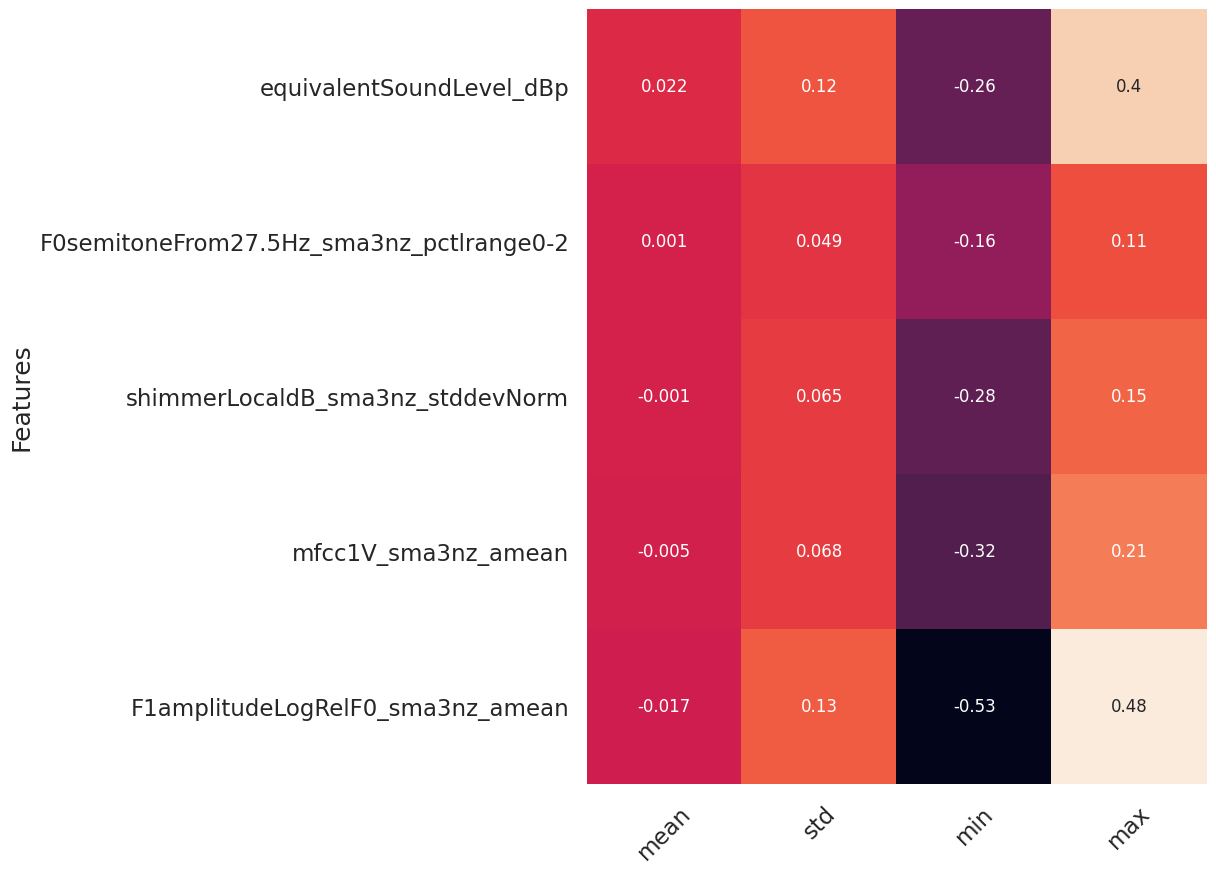 Features
equivalentSoundLevel_dBp 0.022 0.12 -0.26 0.4
F0semitoneFrom27.5Hz_sma3nz_pctlrange0-2 0.001 0.049 -0.16 0.11
shimmerLocaldB_sma3nz_stddevNorm -0.001 0.065 -0.28 0.15
mfcc1V_sma3nz_amean -0.005 0.068 -0.32 0.21
F1amplitudeLogRelF0_sma3nz_amean -0.017 0.13 -0.53 0.48
mean std min max